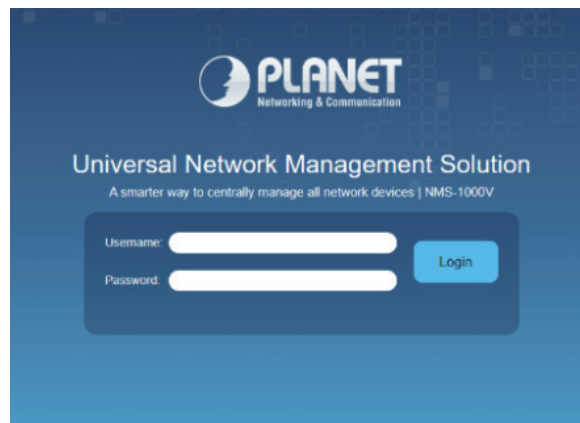 PLANET
Networking & Communication
Universal Network Management Solution
A smarter way to centrally manage all network devices | NMS-1000V
Username:
Login
Password: